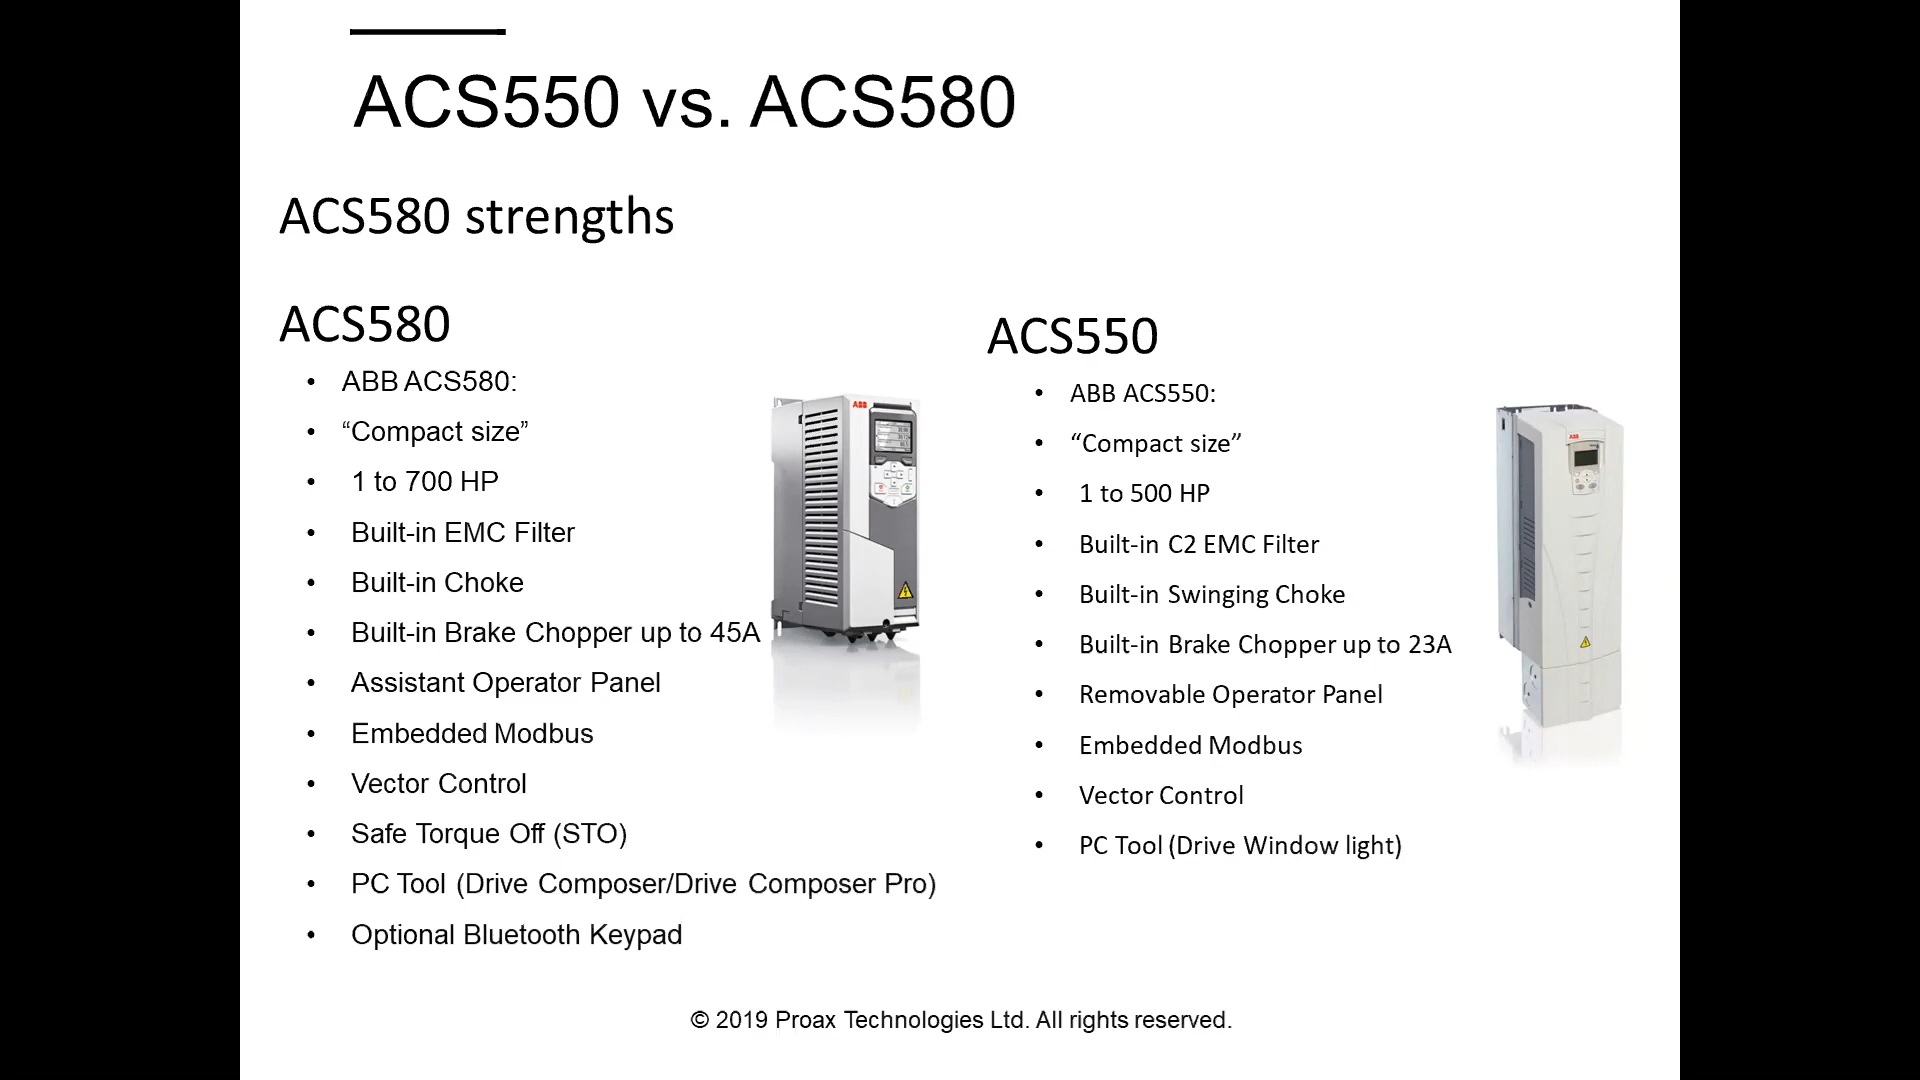 ACS550 vs. ACS580
ACS580 strengths
ACS580
• ABB ACS580:
• “Compact size”
• 1 to 700 HP
• Built-in EMC Filter
• Built-in Choke
• Built-in Brake Chopper up to 45A
• Assistant Operator Panel
• Embedded Modbus
• Vector Control
• Safe Torque Off (STO)
• PC Tool (Drive Composer/Drive Composer Pro)
• Optional Bluetooth Keypad
ABB
ACS550
• ABB ACS550:
• “Compact size”
• 1 to 500 HP
• Built-in C2 EMC Filter
• Built-in Swinging Choke
• Built-in Brake Chopper up to 23A
• Removable Operator Panel
• Embedded Modbus
• Vector Control
• PC Tool (Drive Window light)
ABB
© 2019 Proax Technologies Ltd. All rights reserved.